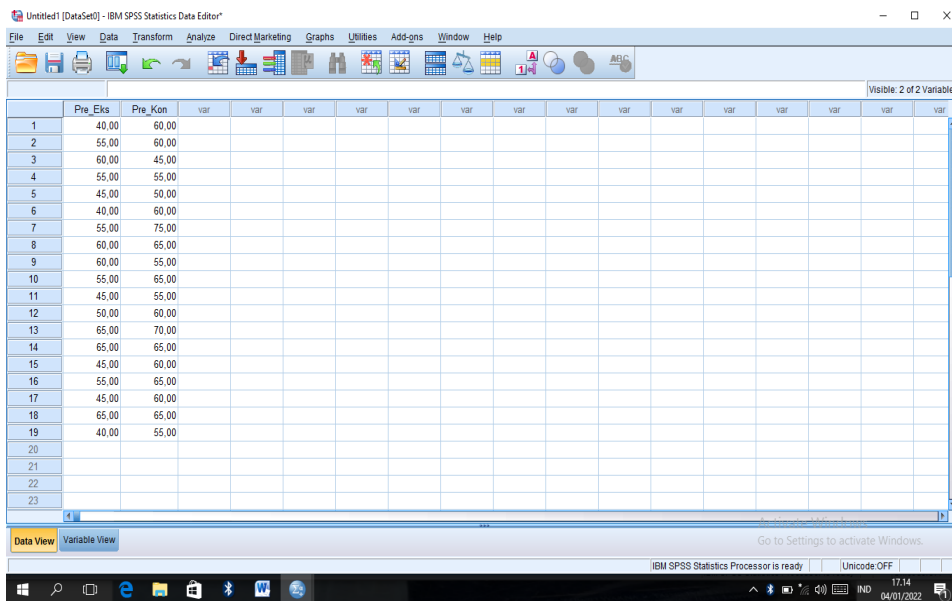 Untitled1 [DataSet0] - IBM SPSS Statistics Data Editor*
File Edit View Data Transform Analyze Direct Marketing Graphs Utilities Add-ons Window Help
Visible: 2 of 2 Variable
Pre_Eks Pre_Kon var var var var var var var var var var var var var var
1 40,00 60,00
2 55,00 60,00
3 60,00 45,00
4 55,00 55,00
5 45,00 50,00
6 40,00 60,00
7 55,00 75,00
8 60,00 65,00
9 60,00 55,00
10 55,00 65,00
11 45,00 55,00
12 50,00 60,00
13 65,00 70,00
14 65,00 65,00
15 45,00 60,00
16 55,00 65,00
17 45,00 60,00
18 65,00 65,00
19 40,00 55,00
20
21
22
23
Data View Variable View
Go to Settings to activate Windows.
IBM SPSS Statistics Processor is ready Unicode:OFF
IND 17.14
04/01/2022